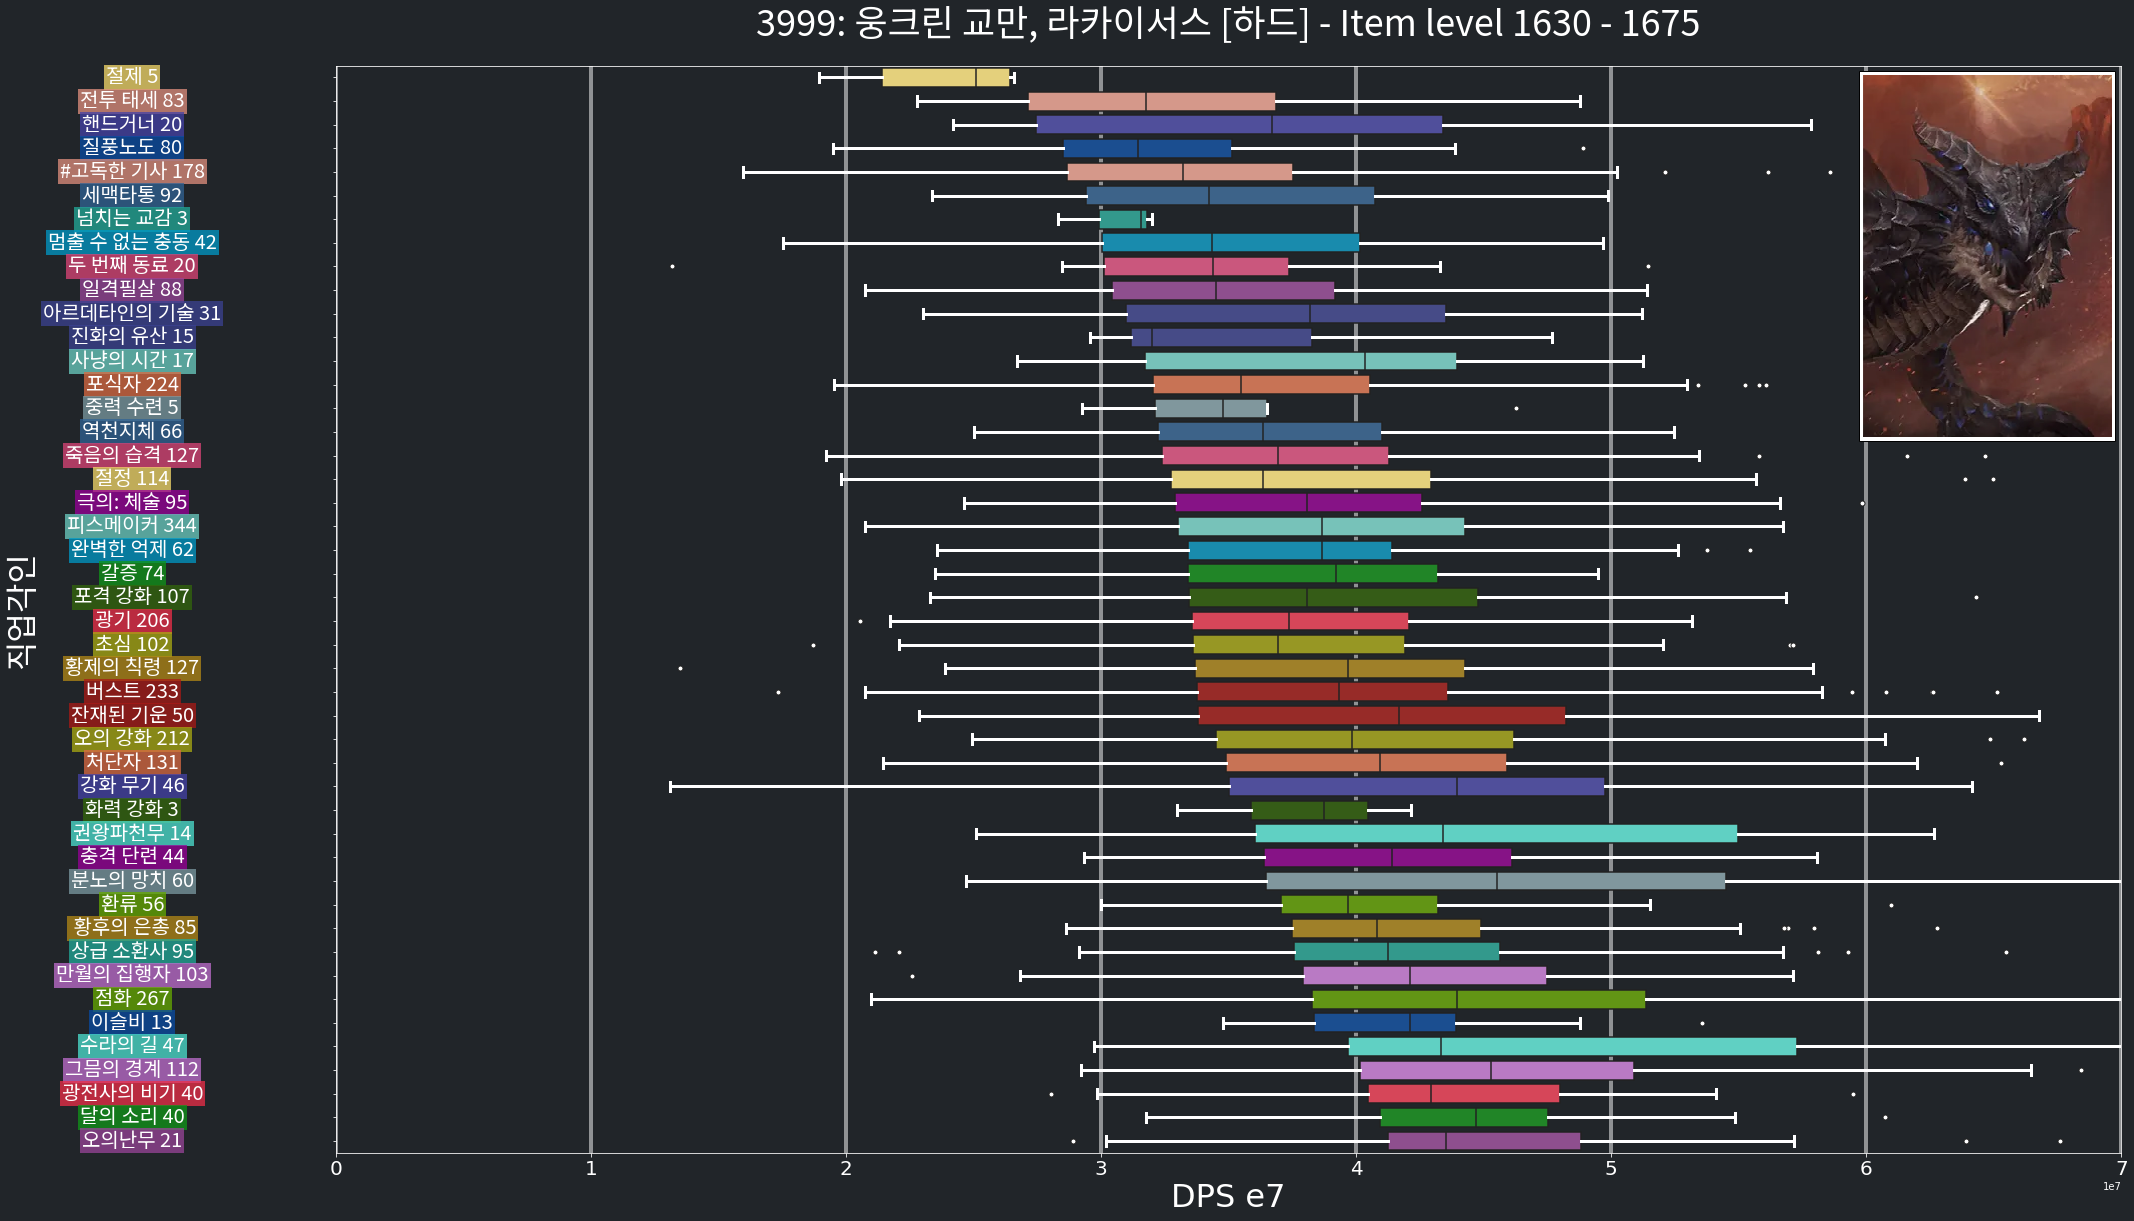 3999: 웅크린 교만, 라카이서스 [하드] - Item level 1630 - 1675
절제 5
전투 태세 83
핸드거너 20
질풍노도 80
#고독한 기사 178
세맥타통 92
넘치는 교감 3
멈출 수 없는 충동 42
두 번째 동료 20
일격필살 88
아르데타인의 기술 31
진화의 유산 15
사냥의 시간 17
포식자 224
중력 수련 5
역천지체 66
죽음의 습격 127
절정 114
극의: 체술 95
피스메이커 344
완벽한 억제 62
갈증 74
포격 강화 107
광기 206
초심 102
황제의 칙령 127
버스트 233
잔재된 기운 50
오의 강화 212
처단자 131
강화 무기 46
화력 강화 3
권왕파천무 14
충격 단련 44
분노의 망치 60
환류 56
황후의 은총 85
상급 소환사 95
만월의 집행자 103
점화 267
이슬비 13
수라의 길 47
그믐의 경계 112
광전사의 비기 40
달의 소리 40
오의난무 21
직업각인
0 1 2 3 4 5 6 7
1e7
DPS e7